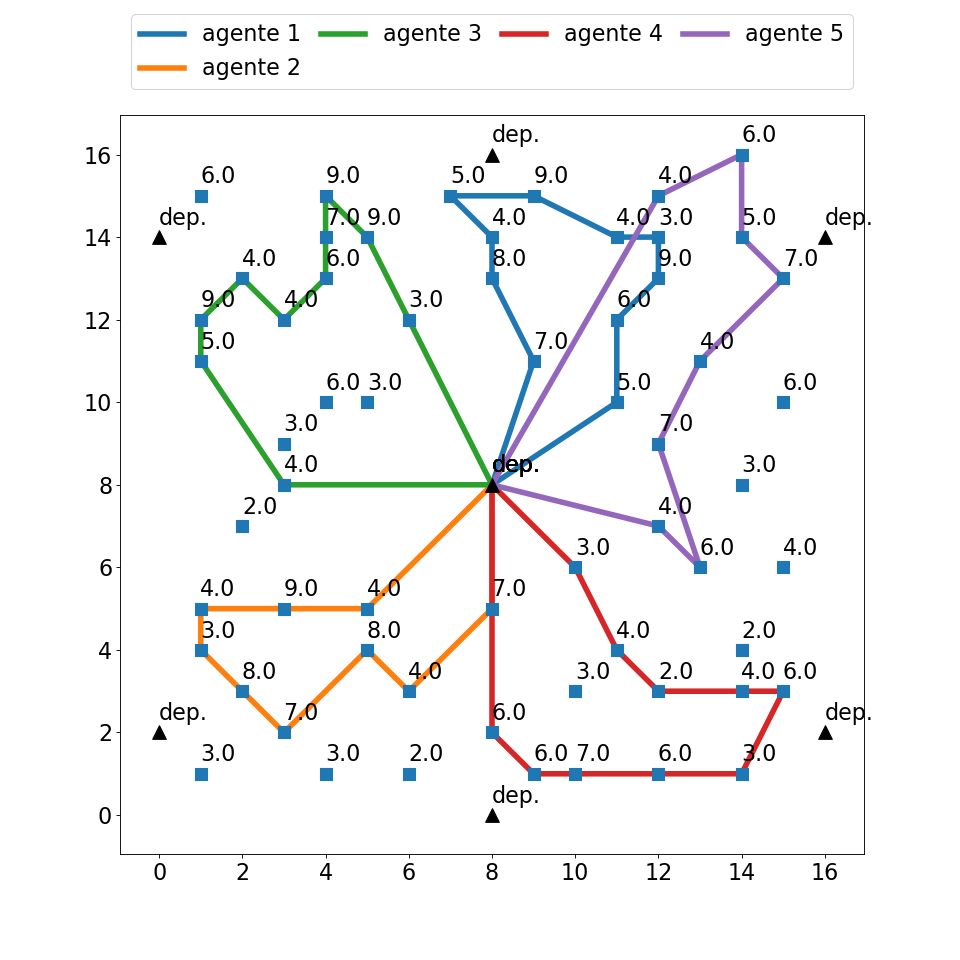 agente 1 agente 3 agente 4 agente 5
agente 2
16 dep. 6.0
6.0 9.0 5.0 9.0 4.0
14 dep. 7.0 9.0 4.0 4.0 3.0 5.0 dep.
4.0 6.0 8.0 9.0 7.0
12 9.0 4.0 3.0 6.0
5.0 7.0 4.0
10 6.0 3.0 5.0 6.0
3.0 7.0
8 4.0 dep. 3.0
2.0 4.0
6 3.0 6.0 4.0
4.0 9.0 4.0 7.0
4 3.0 8.0 4.0 2.0
8.0 4.0 3.0 2.0 4.0 6.0
2 dep. 7.0 6.0 dep.
3.0 3.0 2.0 6.0 7.0 6.0 3.0
0 dep.
0 2 4 6 8 10 12 14 16